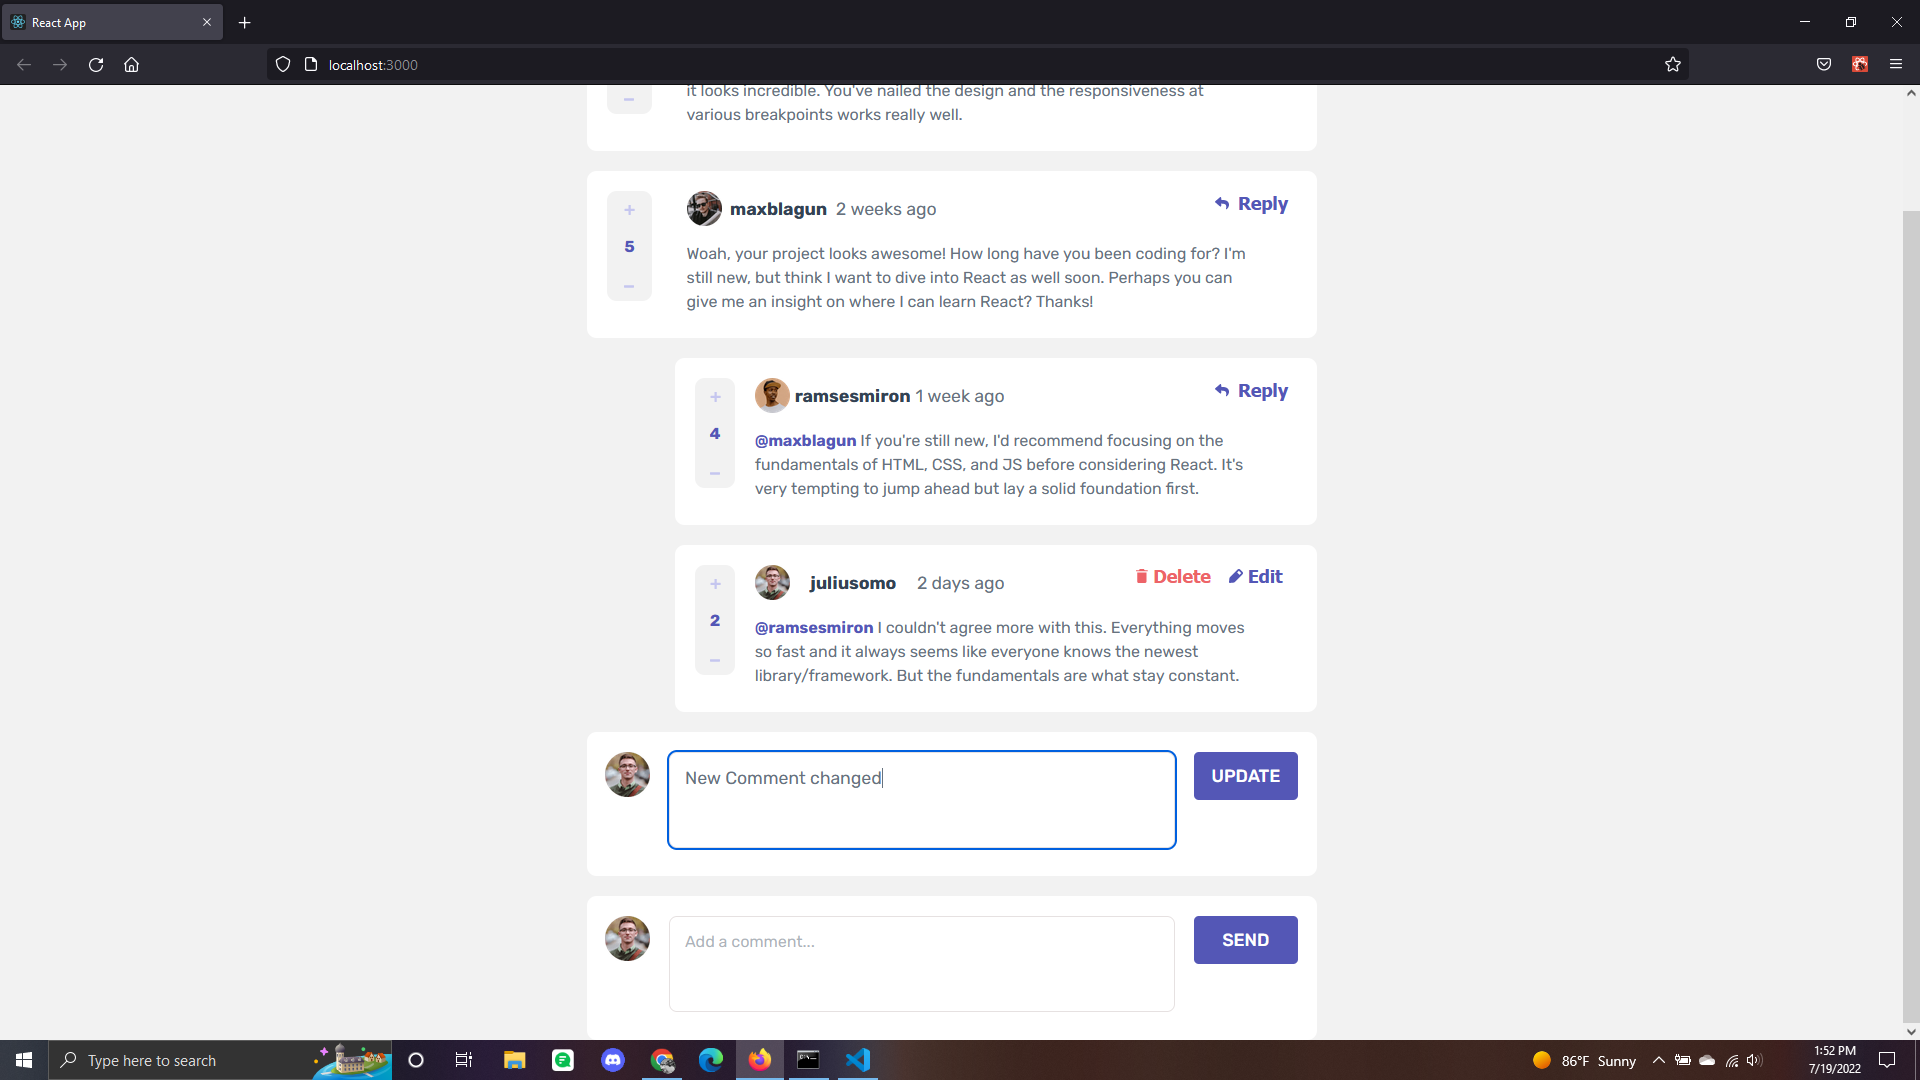 React App
localhost:3000
it looks incredible. You've nailed the design and the responsiveness at
various breakpoints works really well.
+
5
−
maxblagun 2 weeks ago
Reply
Woah, your project looks awesome! How long have you been coding for? I'm
still new, but think I want to dive into React as well soon. Perhaps you can
give me an insight on where I can learn React? Thanks!
+
4
−
ramsesmiron 1 week ago
Reply
@maxblagun If you're still new, I'd recommend focusing on the
fundamentals of HTML, CSS, and JS before considering React. It's
very tempting to jump ahead but lay a solid foundation first.
+
2
−
juliusomo 2 days ago
Delete Edit
@ramsesmiron I couldn't agree more with this. Everything moves
so fast and it always seems like everyone knows the newest
library/framework. But the fundamentals are what stay constant.
New Comment changed
UPDATE
Add a comment...
SEND
Type here to search
86°F Sunny
1:52 PM
7/19/2022